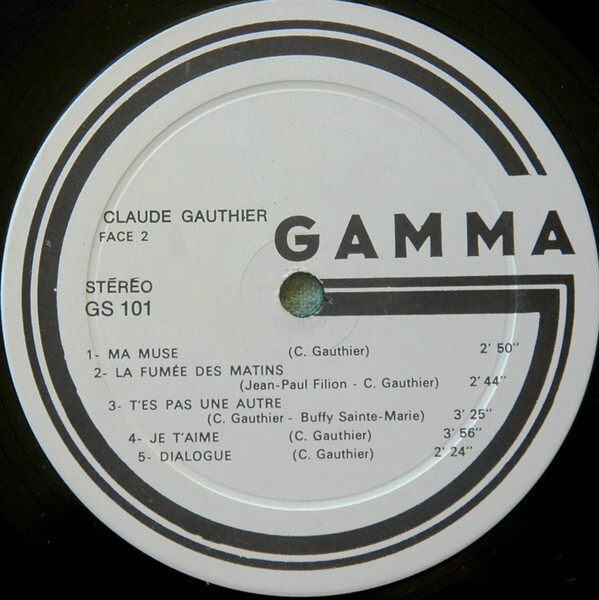 CLAUDE GAUTHIER
FACE 2
GAMMA
STÉRÉO
GS 101
1- MA MUSE (C. Gauthier) 2' 50"
2- LA FUMÉE DES MATINS
(Jean-Paul Filion - C. Gauthier) 2' 44"
3- T'ES PAS UNE AUTRE
(C. Gauthier - Buffy Sainte-Marie) 3' 25"
4- JE T'AIME (C. Gauthier) 3' 56"
5- DIALOGUE (C. Gauthier) 2' 24"